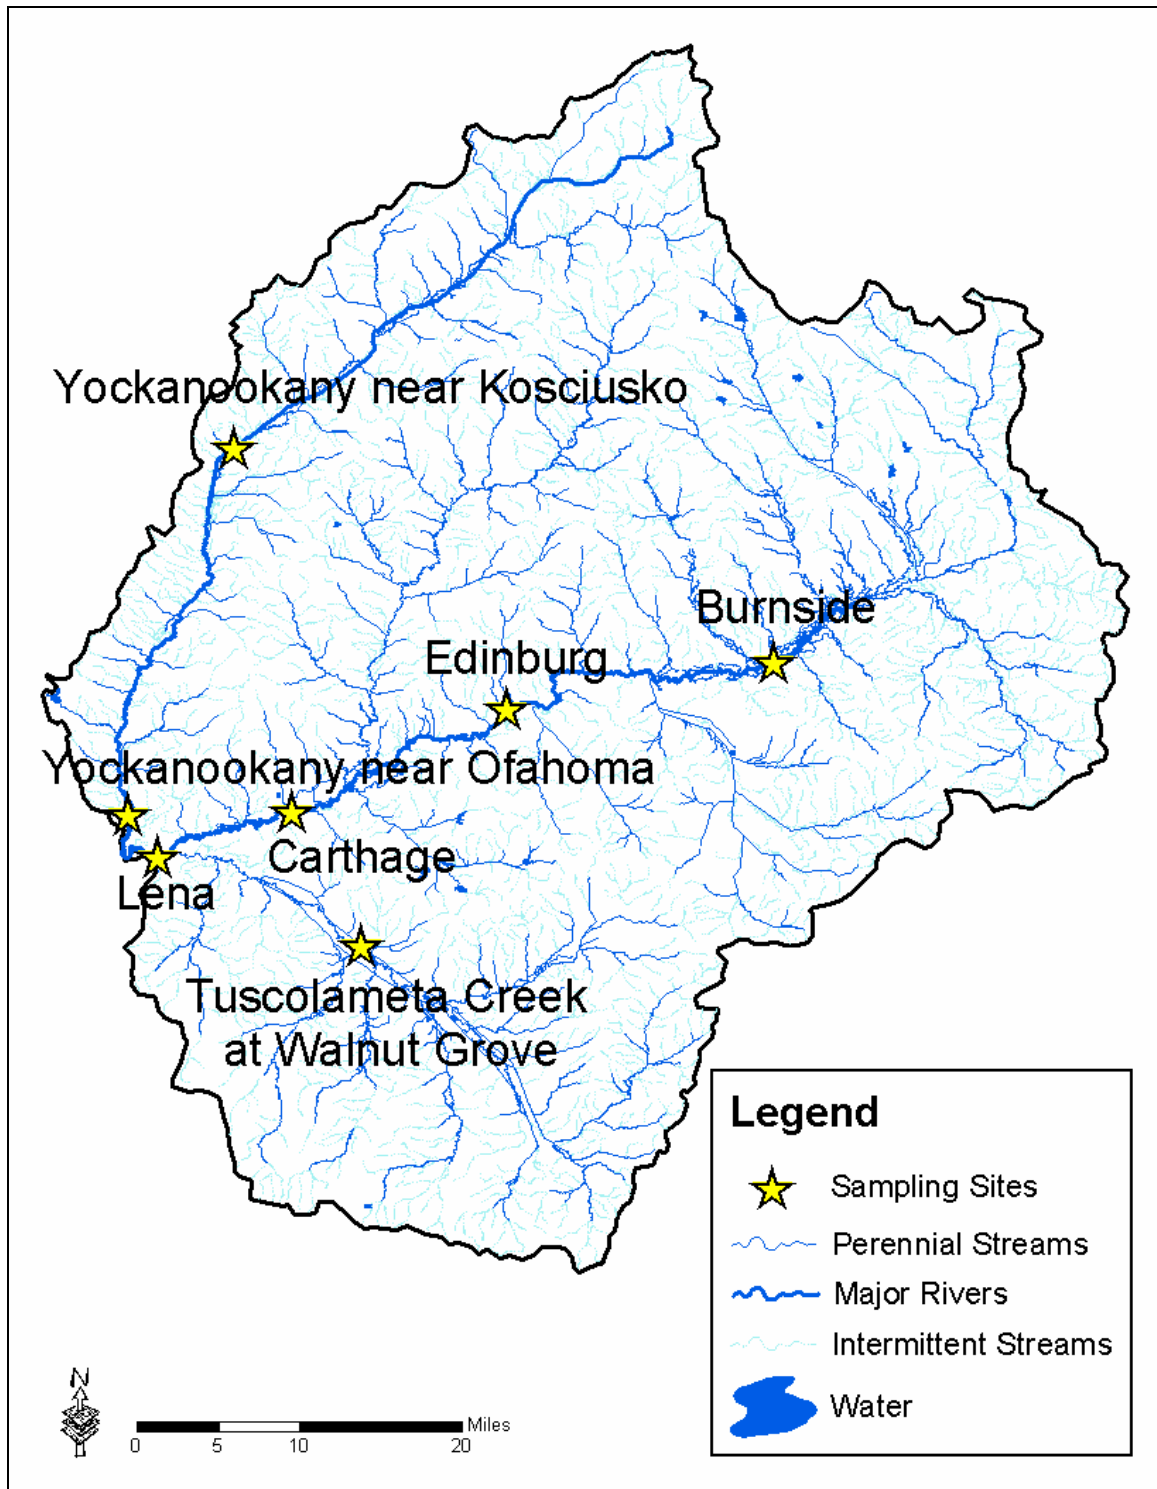 Yockanookany near Kosciusko
Burnside
Edinburg
Yockanookany near Ofahoma
Carthage
Lena
Tuscolameta Creek
at Walnut Grove
Legend
Sampling Sites
Perennial Streams
Major Rivers
Intermittent Streams
Water
N
Miles
0 5 10 20